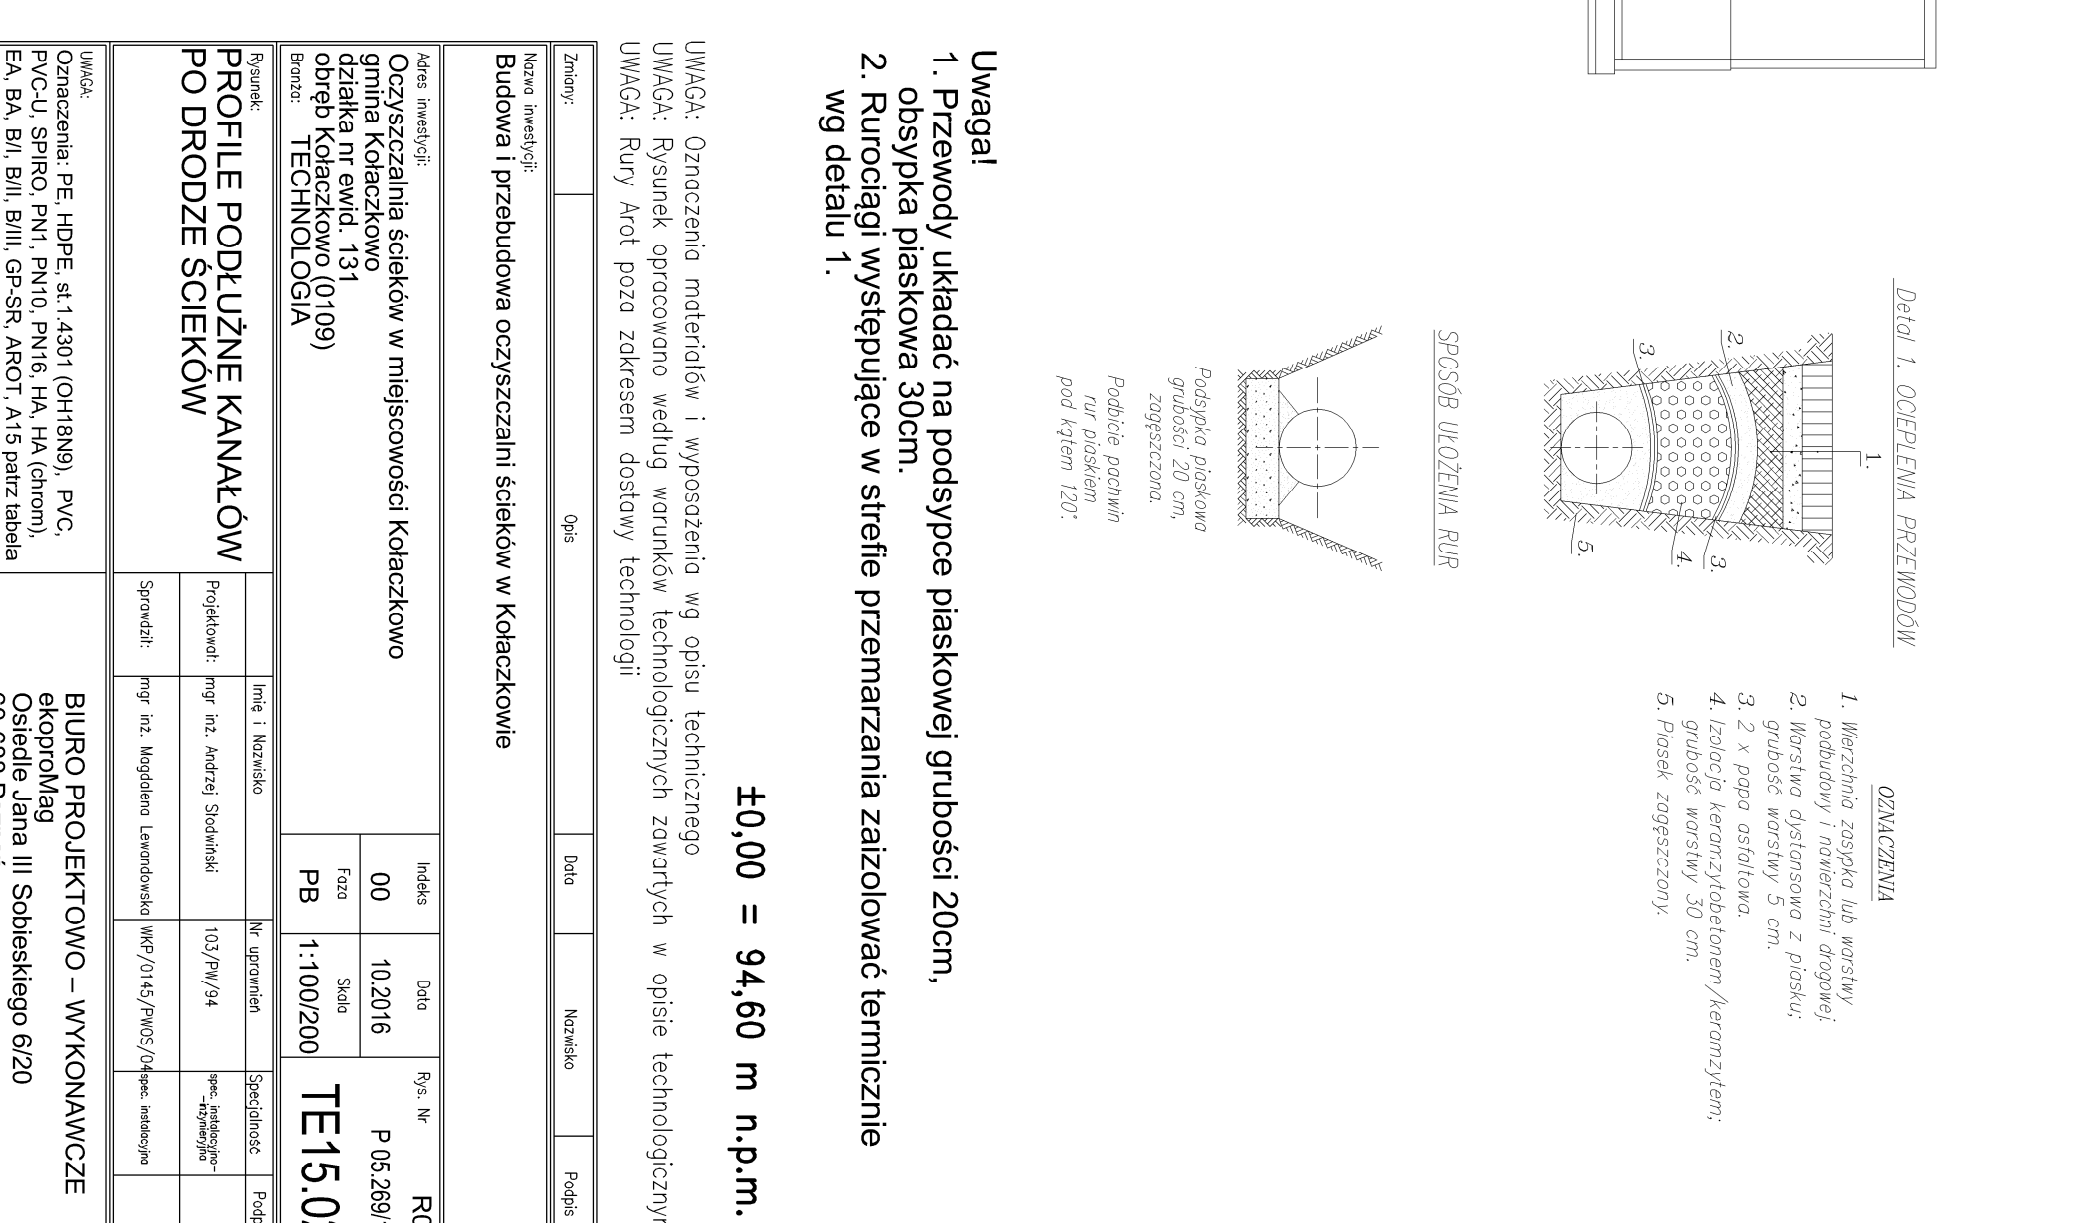 Detal 1. OCIEPLENIA PRZEWODÓW
1.
2.
3.
3.
4.
5.
OZNACZENIA
1. Wierzchnia zasypka lub warstwy
podbudowy i nawierzchni drogowej.
2. Warstwa dystansowa z piasku;
grubość warstwy 5 cm.
3. 2 x papa asfaltowa.
4. Izolacja keramzytobetonem/keramzytem;
grubość warstwy 30 cm.
5. Piasek zagęszczony.
SPOSÓB UŁOŻENIA RUR
Podsypka piaskowa
grubości 20 cm,
zagęszczona.
Podbicie pachwin
rur piaskiem
pod kątem 120°.
Uwaga!
1. Przewody układać na podsypce piaskowej grubości 20cm,
obsypka piaskowa 30cm.
2. Rurociągi występujące w strefie przemarzania zaizolować termicznie
wg detalu 1.
±0,00 = 94,60 m n.p.m.
UWAGA: Oznaczenia materiałów i wyposażenia wg opisu technicznego
UWAGA: Rysunek opracowano według warunków technologicznych zawartych w opisie technologicznym
UWAGA: Rury Arot poza zakresem dostawy technologii
Zmiany:
Opis
Data
Nazwisko
Podpis
Nazwa inwestycji:
Budowa i przebudowa oczyszczalni ścieków w Kołaczkowie
Adres inwestycji:
Oczyszczalnia ścieków w miejscowości Kołaczkowo
gmina Kołaczkowo
działka nr ewid. 131
obręb Kołaczkowo (0109)
Branża: TECHNOLOGIA
Indeks
00
Data
10.2016
Rys. Nr
P 05.269/
Faza
PB
Skala
1:100/200
TE15.0
Rysunek:
PROFILE PODŁUŻNE KANAŁÓW
PO DRODZE ŚCIEKÓW
Imię i Nazwisko
Nr uprawnień
Specjalność
Podp
Projektował:
mgr inż. Andrzej Słodwiński
103/PW/94
spec. instalacyjno-
-inżynieryjna
Sprawdził:
mgr inż. Magdalena Lewandowska
WKP/0145/PWOS/04
spec. instalacyjna
UWAGA:
Oznaczenia: PE, HDPE, st.1.4301 (OH18N9), PVC,
PVC-U, SPIRO, PN1, PN10, PN16, HA, HA (chrom),
EA, BA, B/I, B/II, B/III, GP-SR, AROT, A15 patrz tabela
BIURO PROJEKTOWO – WYKONAWCZE
ekoproMag
Osiedle Jana III Sobieskiego 6/20